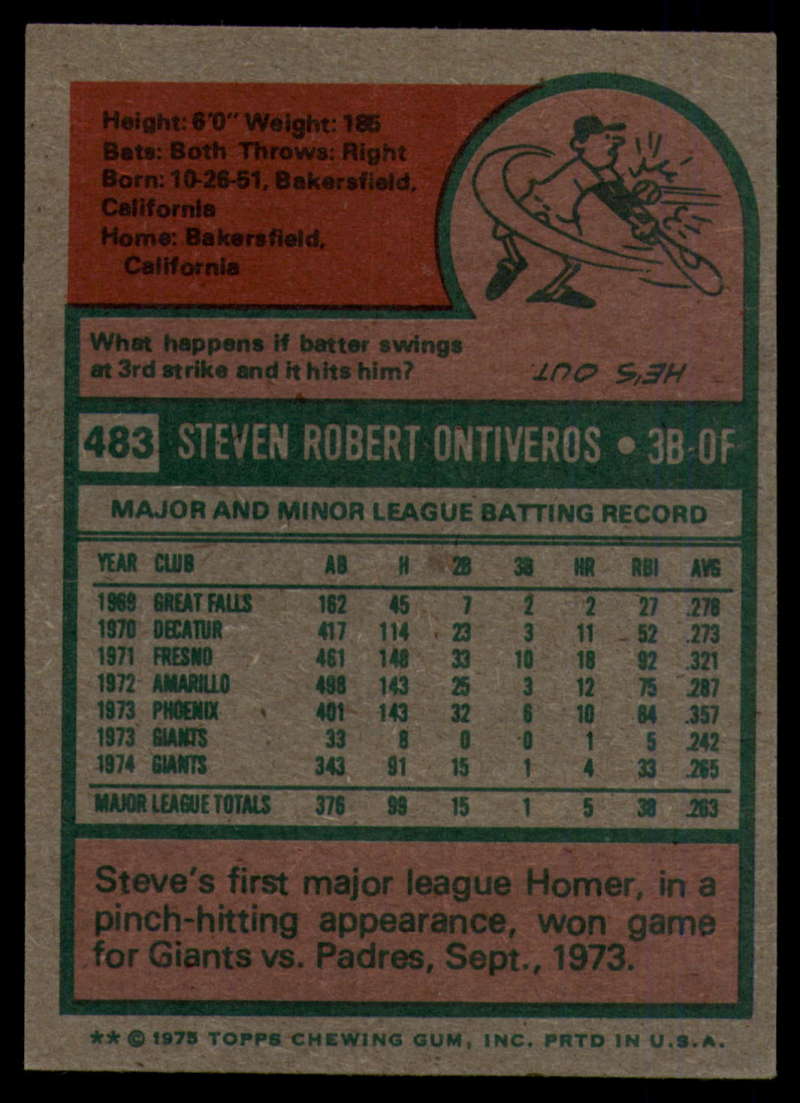 Height: 6'0" Weight: 185
Bats: Both Throws: Right
Born: 10-26-51, Bakersfield,
California
Home: Bakersfield,
California
What happens if batter swings
at 3rd strike and it hits him?
HE'S OUT
483 STEVEN ROBERT ONTIVEROS • 3B-OF
MAJOR AND MINOR LEAGUE BATTING RECORD
YEAR CLUB AB H 2B 3B HR RBI AVG
1969 GREAT FALLS 162 45 7 2 2 27 .278
1970 DECATUR 417 114 23 3 11 52 .273
1971 FRESNO 461 148 33 10 18 92 .321
1972 AMARILLO 498 143 25 3 12 75 .287
1973 PHOENIX 401 143 32 6 10 84 .357
1973 GIANTS 33 8 0 0 1 5 .242
1974 GIANTS 343 91 15 1 4 33 .265
MAJOR LEAGUE TOTALS 376 99 15 1 5 38 .263
Steve's first major league Homer, in a
pinch-hitting appearance, won game
for Giants vs. Padres, Sept., 1973.
** © 1975 TOPPS CHEWING GUM, INC. PRTD IN U.S.A.